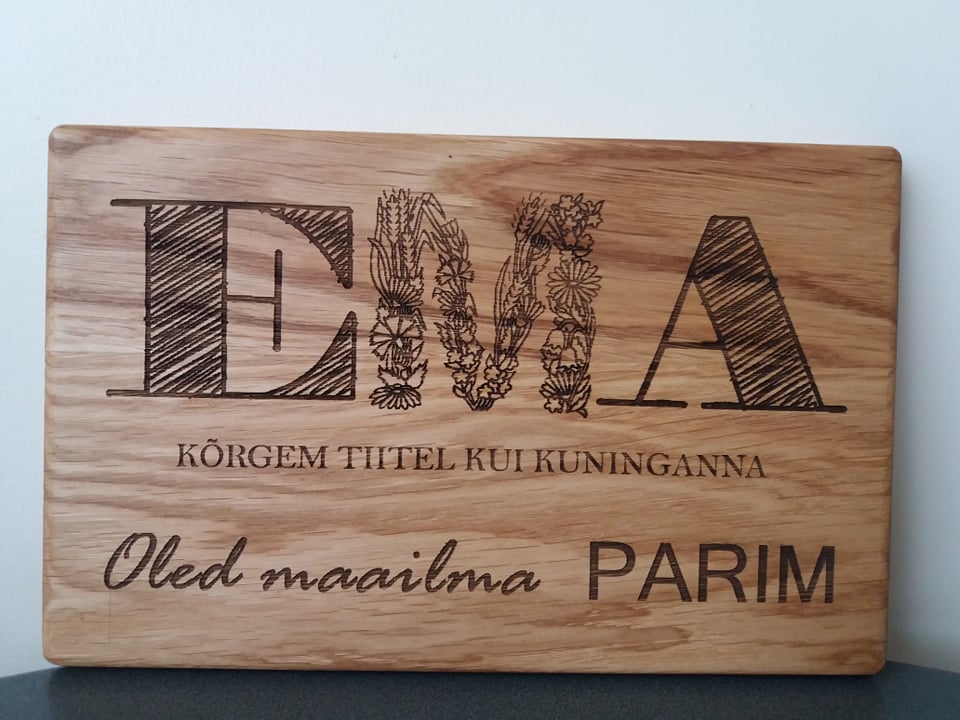 EMA
KÕRGEM TIITEL KUI KUNINGANNA
Oled maailma PARIM